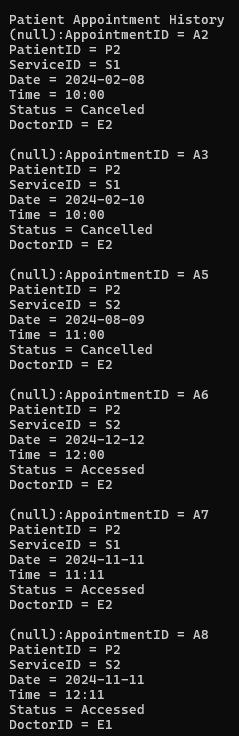 Patient Appointment History
(null):AppointmentID = A2
PatientID = P2
ServiceID = S1
Date = 2024-02-08
Time = 10:00
Status = Canceled
DoctorID = E2
(null):AppointmentID = A3
PatientID = P2
ServiceID = S1
Date = 2024-02-10
Time = 10:00
Status = Cancelled
DoctorID = E2
(null):AppointmentID = A5
PatientID = P2
ServiceID = S2
Date = 2024-08-09
Time = 11:00
Status = Cancelled
DoctorID = E2
(null):AppointmentID = A6
PatientID = P2
ServiceID = S2
Date = 2024-12-12
Time = 12:00
Status = Accessed
DoctorID = E2
(null):AppointmentID = A7
PatientID = P2
ServiceID = S1
Date = 2024-11-11
Time = 11:11
Status = Accessed
DoctorID = E2
(null):AppointmentID = A8
PatientID = P2
ServiceID = S2
Date = 2024-11-11
Time = 12:11
Status = Accessed
DoctorID = E1